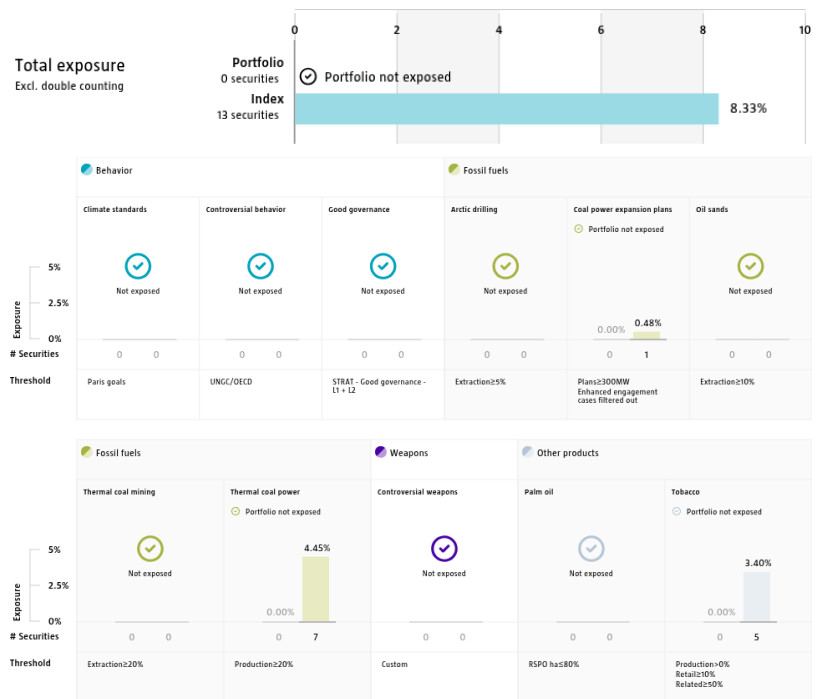 0 2 4 6 8 10
Total exposure
Excl. double counting
Portfolio
0 securities
Portfolio not exposed
Index
13 securities
8.33%
Behavior
Fossil fuels
Climate standards
Controversial behavior
Good governance
Arctic drilling
Coal power expansion plans
Oil sands
Portfolio not exposed
Not exposed
Not exposed
Not exposed
Not exposed
Not exposed
Exposure
5%
2.5%
0%
0.00% 0.48%
# Securities
0 0
0 0
0 0
0 0
0 1
0 0
Threshold
Paris goals
UNGC/OECD
STRAT - Good governance -
L1 + L2
Extraction≥5%
Plans≥300MW
Enhanced engagement
cases filtered out
Extraction≥10%
Fossil fuels
Weapons
Other products
Thermal coal mining
Thermal coal power
Controversial weapons
Palm oil
Tobacco
Portfolio not exposed
Portfolio not exposed
Not exposed
Not exposed
Not exposed
Exposure
5%
2.5%
0%
0.00% 4.45%
0.00% 3.40%
# Securities
0 0
0 7
0 0
0 0
0 5
Threshold
Extraction≥20%
Production≥20%
Custom
RSPO ha≤80%
Production>0%
Retail≥10%
Related≥50%